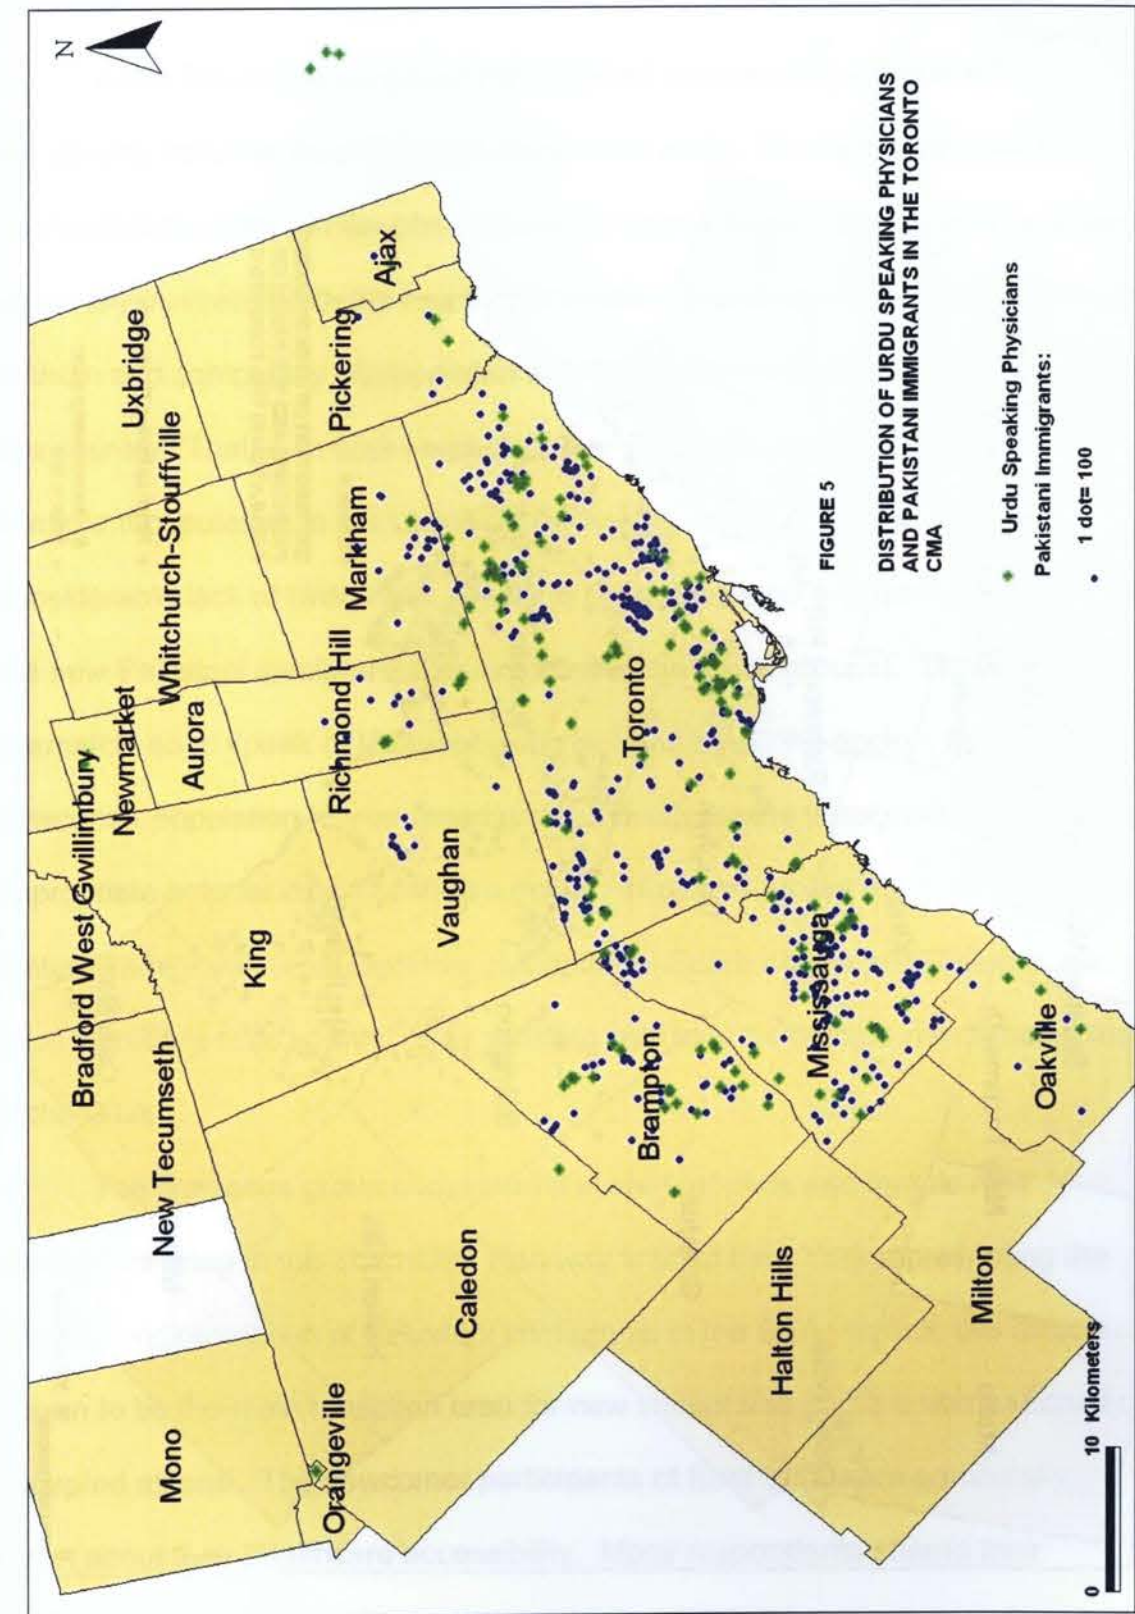 N
Uxbridge
Bradford West Gwillimbury
Newmarket
Whitchurch-Stouffville
Aurora
New Tecumseth
Mono
King
Orangeville
Caledon
Vaughan
Richmond Hill
Markham
Pickering
Ajax
Brampton
Toronto
Mississauga
Halton Hills
Milton
Oakville
FIGURE 5
DISTRIBUTION OF URDU SPEAKING PHYSICIANS
AND PAKISTANI IMMIGRANTS IN THE TORONTO
CMA
Urdu Speaking Physicians
Pakistani Immigrants:
1 dot= 100
0 10 Kilometers